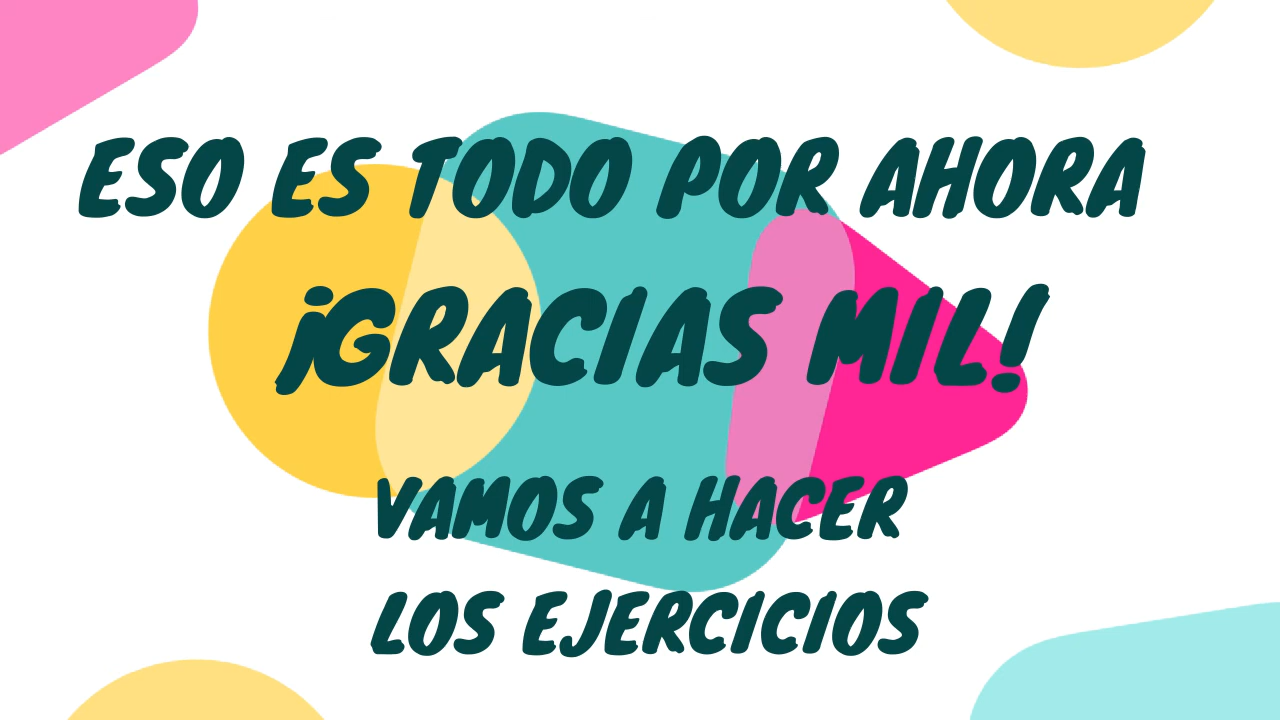 ESO ES TODO POR AHORA
¡GRACIAS MIL!
VAMOS A HACER
LOS EJERCICIOS